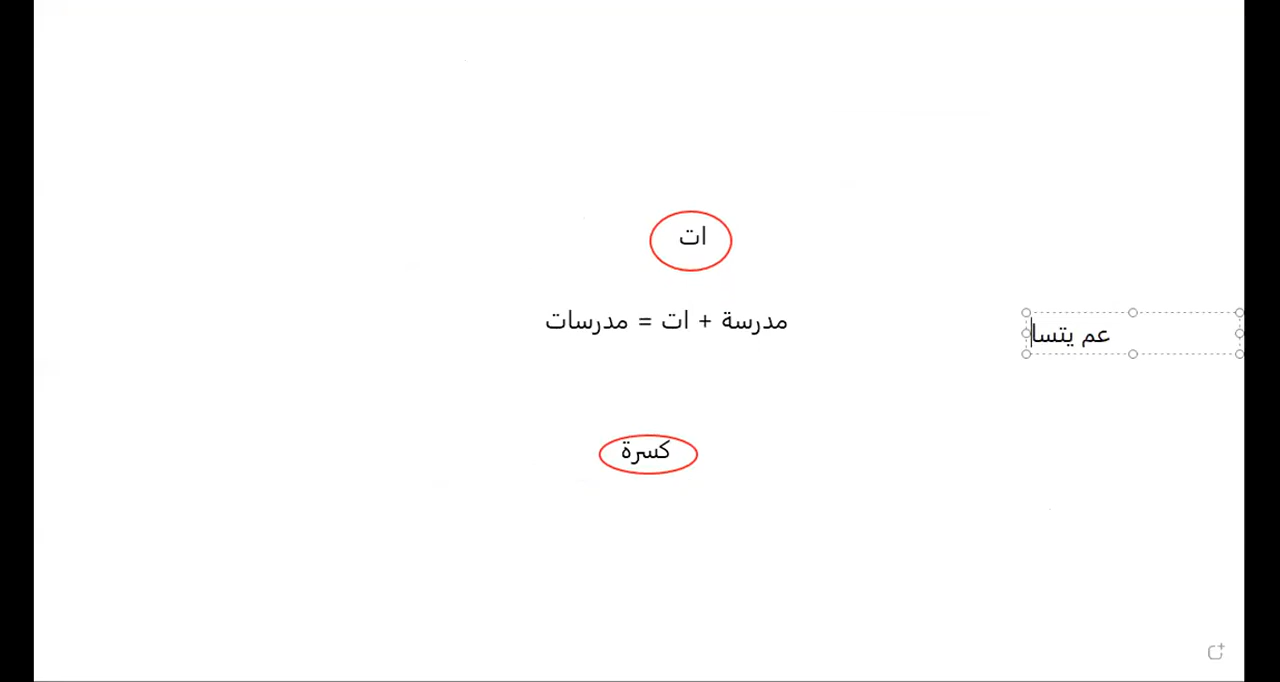 ات
مدرسة + ات = مدرسات
عم يتسا
كسرة